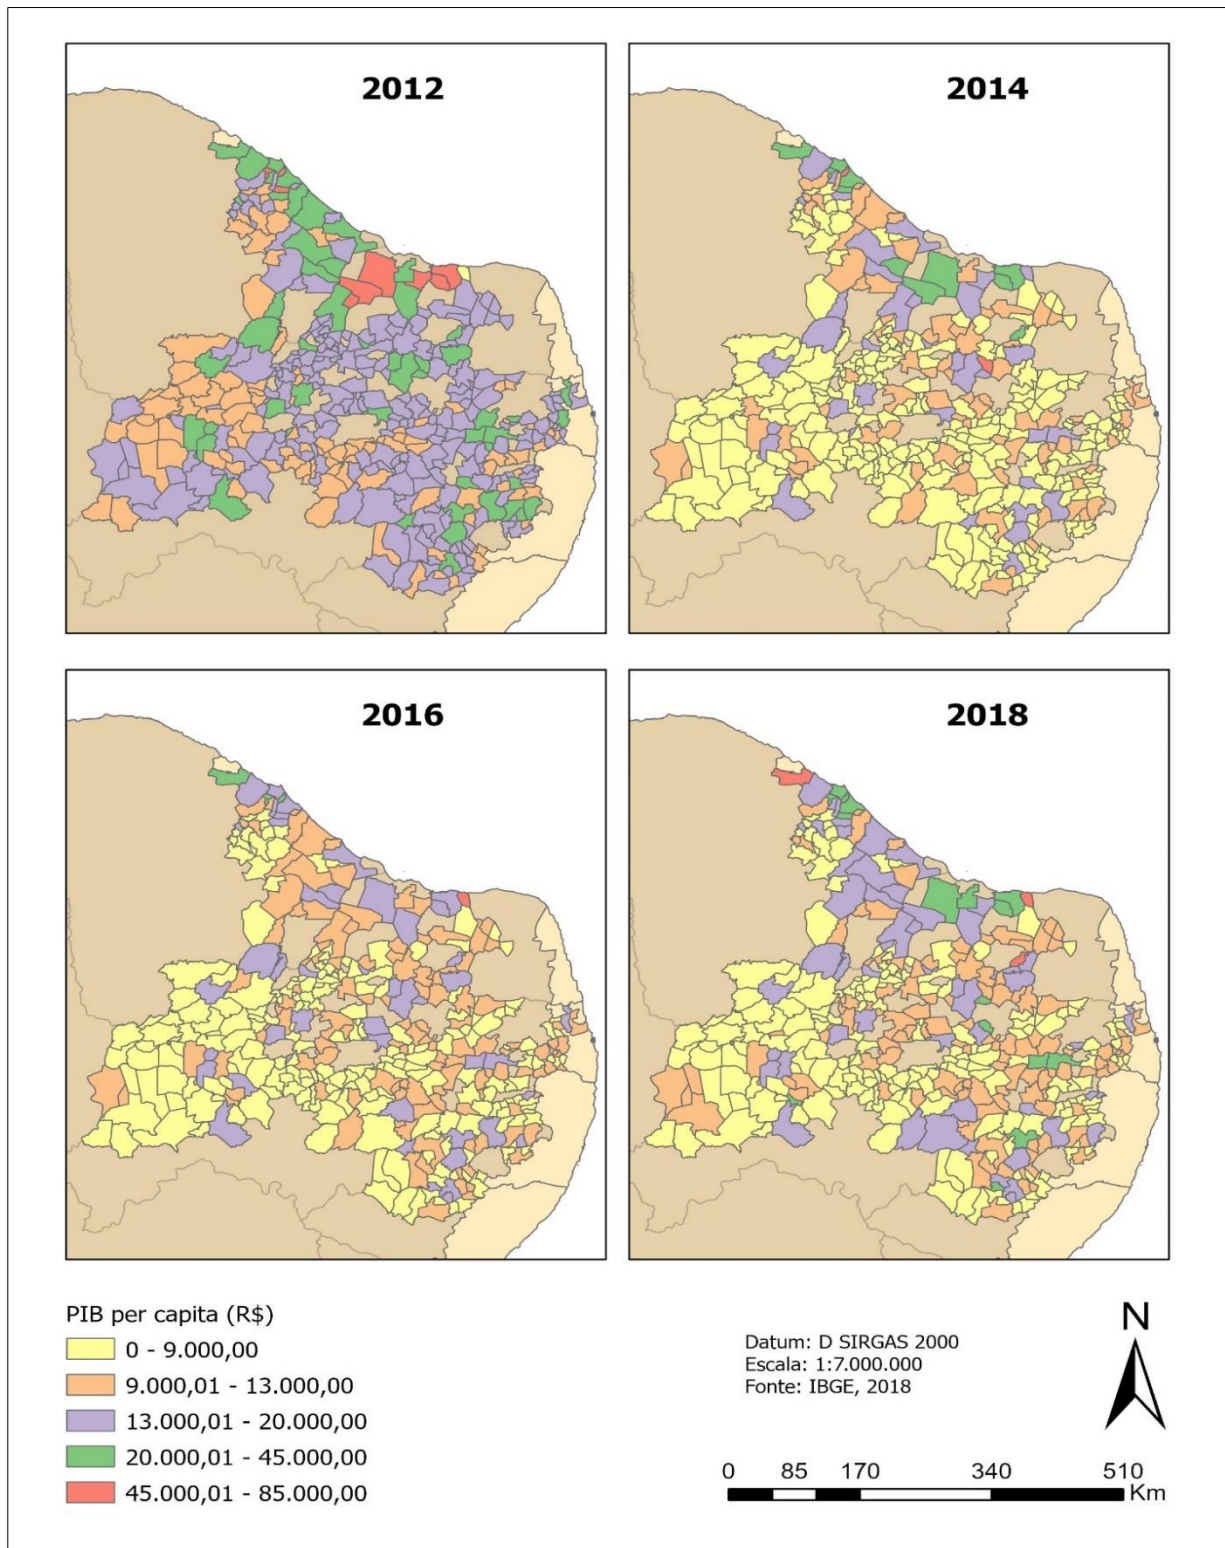 2012
2014
2016
2018
PIB per capita (R$)
0 - 9.000,00
9.000,01 - 13.000,00
13.000,01 - 20.000,00
20.000,01 - 45.000,00
45.000,01 - 85.000,00
Datum: D SIRGAS 2000
Escala: 1:7.000.000
Fonte: IBGE, 2018
N
0 85 170 340 510
Km